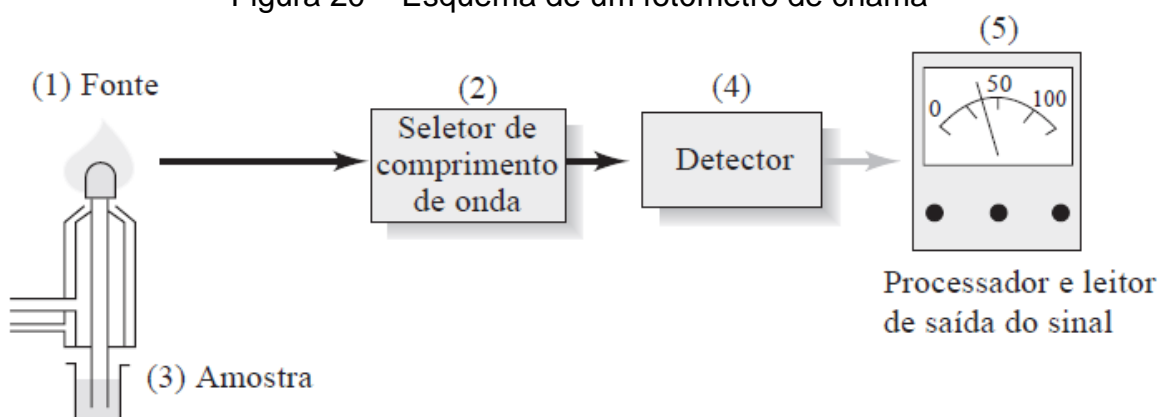 Figura 20 – Esquema de um fotômetro de chama
(1) Fonte
(2)
Seletor de
comprimento
de onda
(4)
Detector
(5)
0 50 100
Processador e leitor
de saída do sinal
(3) Amostra